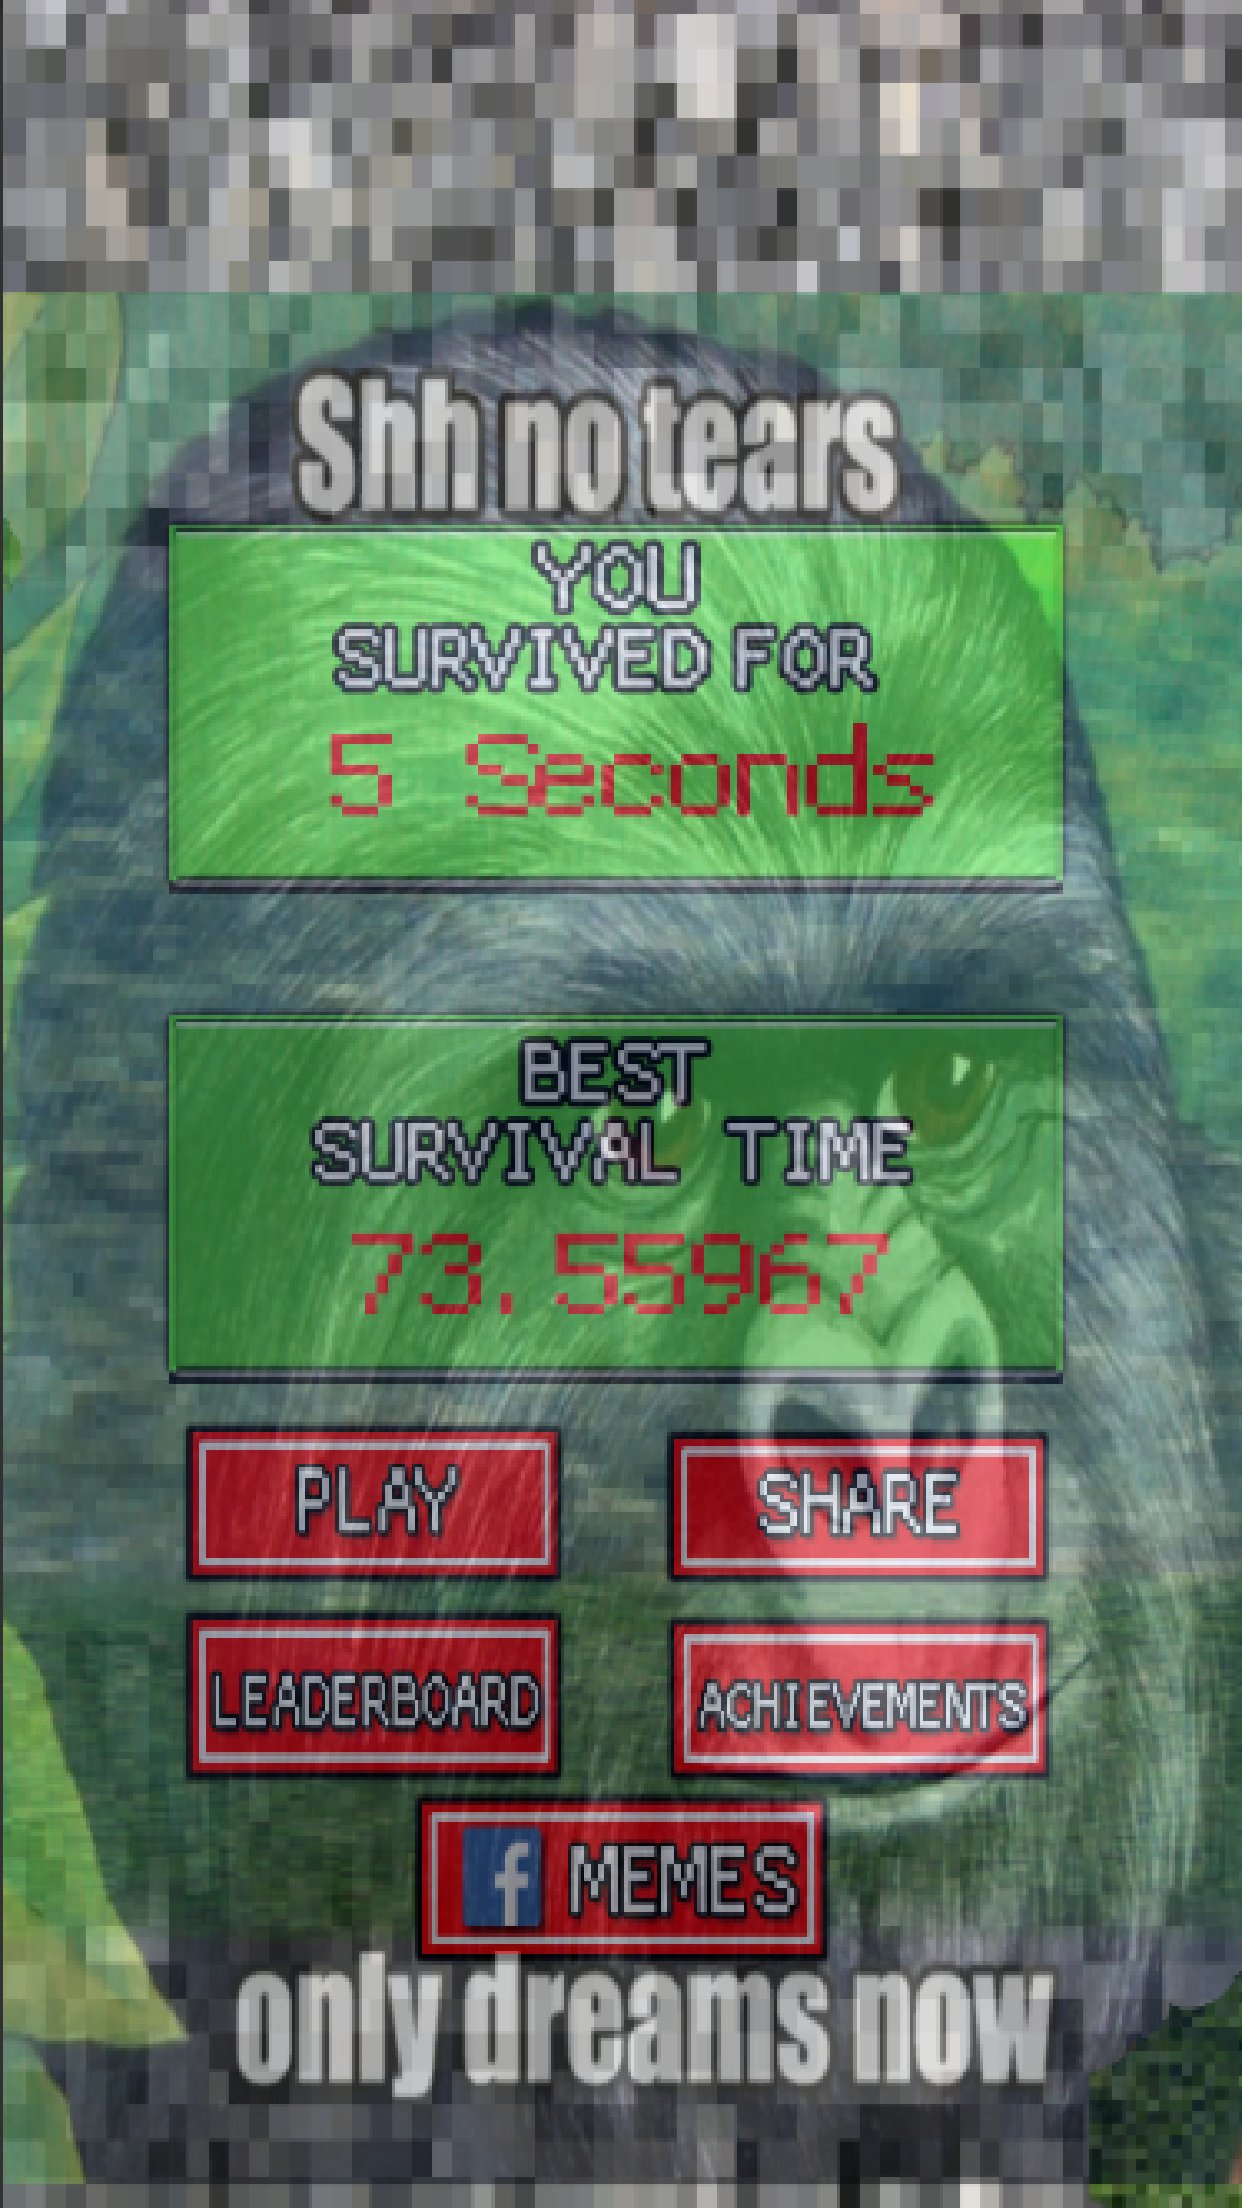 Shh no tears
YOU
SURVIVED FOR
5 Seconds
BEST
SURVIVAL TIME
73.55967
PLAY
SHARE
LEADERBOARD
ACHIEVEMENTS
f MEMES
only dreams now